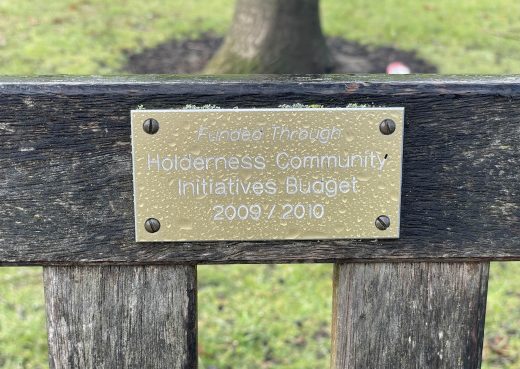 Funded Through
Holderness Community
Initiatives Budget
2009 / 2010